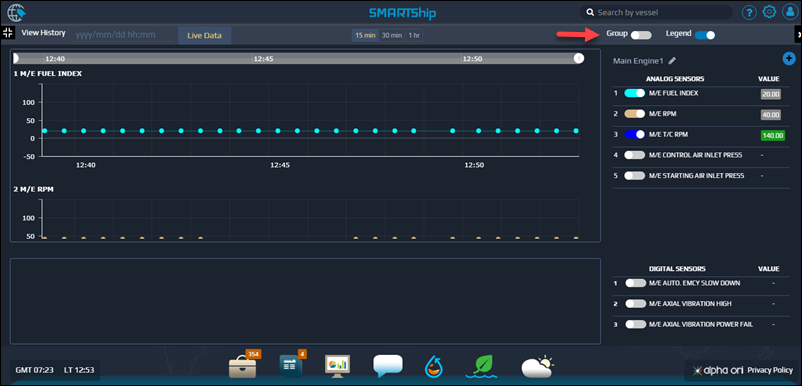 SMARTShip
Search by vessel
?
View History yyyy/mm/dd hh:mm Live Data 15 min 30 min 1 hr Group Legend
12:40 12:45 12:50
1 M/E FUEL INDEX
100
50
0
-50
12:40 12:45 12:50
2 M/E RPM
100
50
Main Engine1
ANALOG SENSORS VALUE
1 M/E FUEL INDEX 20.00
2 M/E RPM 40.00
3 M/E T/C RPM 140.00
4 M/E CONTROL AIR INLET PRESS -
5 M/E STARTING AIR INLET PRESS -
DIGITAL SENSORS VALUE
1 M/E AUTO. EMCY SLOW DOWN -
2 M/E AXIAL VIBRATION HIGH -
3 M/E AXIAL VIBRATION POWER FAIL -
354
4
GMT 07:23 LT 12:53
alpha ori Privacy Policy